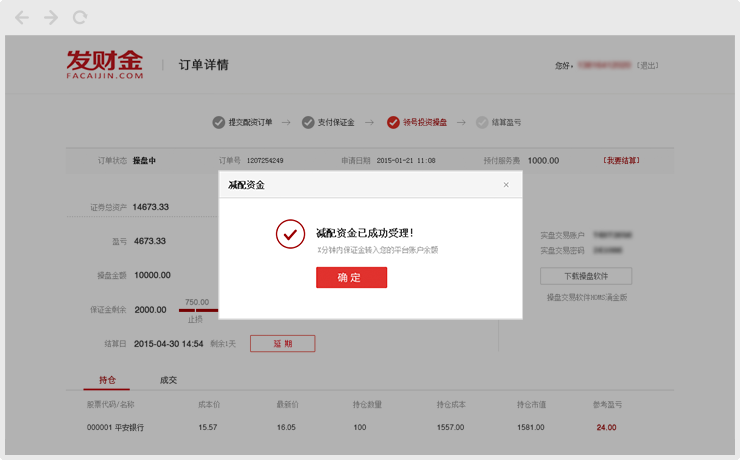 发财金
FACAIJIN.COM
订单详情
您好， [退出]
提交配资订单 支付保证金 领号投资操盘 结算盈亏
订单状态 操盘中 订单号 1207254249 申请日期 2015-01-21 11:08 预付服务费 1000.00 [我要结算]
减配资金 ×
证券总资产 14673.33
减配资金已成功受理！
实盘交易账户
盈亏 4673.33
X分钟内保证金转入您的平台账户余额
实盘交易密码
操盘金额 10000.00
确 定
下载操盘软件
操盘交易软件HOMS涌金版
保证金剩余 2000.00 750.00
止损
结算日 2015-04-30 14:54 剩余1天 延 期
持仓 成交
股票代码/名称 成本价 最新价 持仓数量 持仓成本 持仓市值 参考盈亏
000001 平安银行 15.57 16.05 100 1557.00 1581.00 24.00